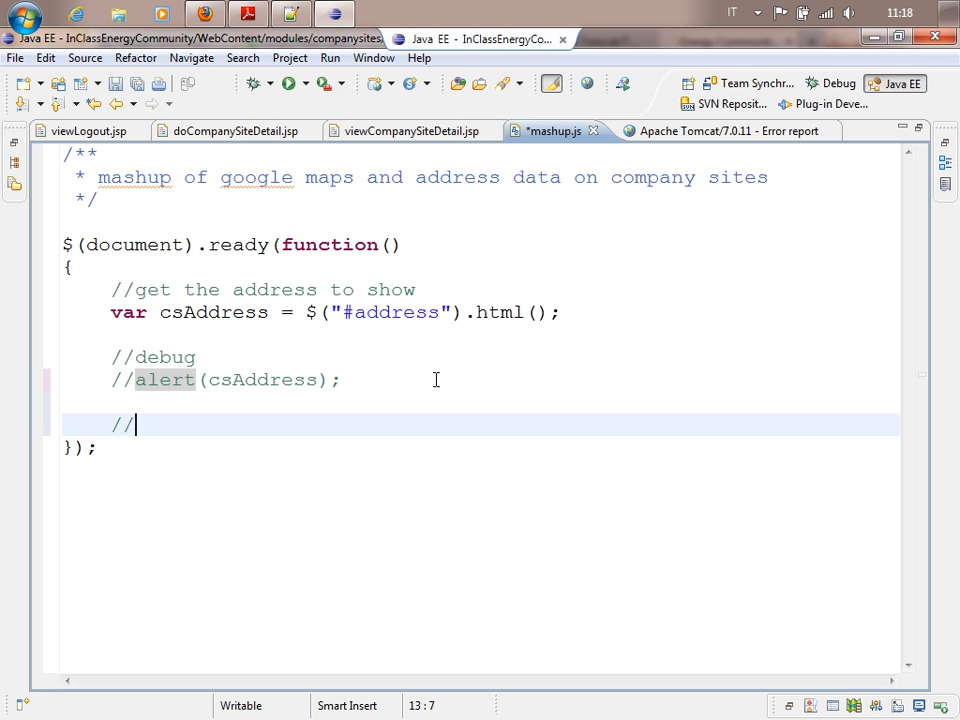 IT 11:18
Java EE - InClassEnergyCommunity/WebContent/modules/companysites
Java EE - InClassEnergyCo...
File Edit Source Refactor Navigate Search Project Run Window Help
Team Synchr... Debug Java EE
SVN Reposit... Plug-in Deve...
viewLogout.jsp doCompanySiteDetail.jsp viewCompanySiteDetail.jsp *mashup.js Apache Tomcat/7.0.11 - Error report
/**
* mashup of google maps and address data on company sites
*/
$(document).ready(function()
{
//get the address to show
var csAddress = $("#address").html();
//debug
//alert(csAddress);
//
});
Writable Smart Insert 13:7